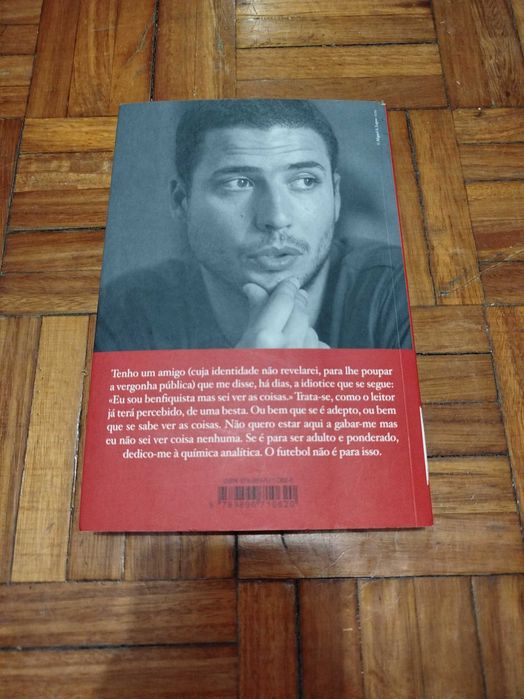 Tenho um amigo (cuja identidade não revelarei, para lhe poupar
a vergonha pública) que me disse, há dias, a idiotice que se segue:
«Eu sou benfiquista mas sei ver as coisas.» Trata-se, como o leitor
já terá percebido, de uma besta. Ou bem que se é adepto, ou bem
que se sabe ver as coisas. Não quero estar aqui a gabar-me mas
eu não sei ver coisa nenhuma. Se é para ser adulto e ponderado,
dedico-me à química analítica. O futebol não é para isso.